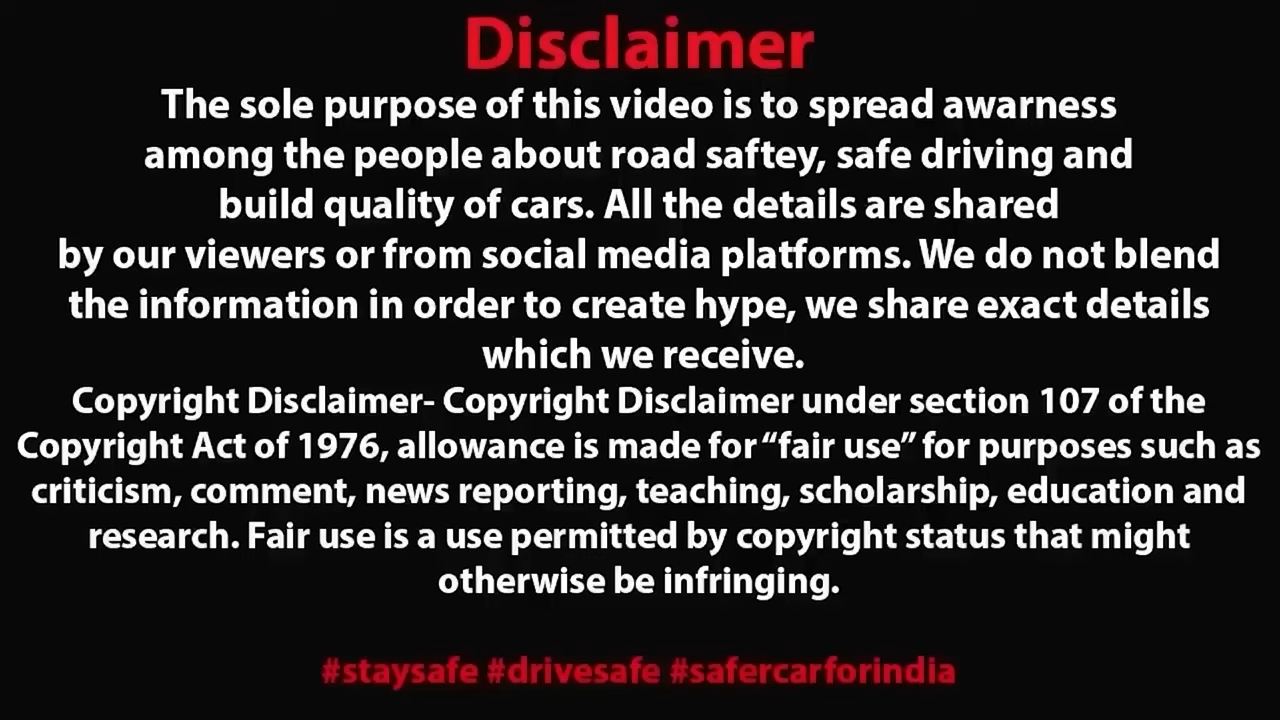 Disclaimer
The sole purpose of this video is to spread awarness
among the people about road saftey, safe driving and
build quality of cars. All the details are shared
by our viewers or from social media platforms. We do not blend
the information in order to create hype, we share exact details
which we receive.
Copyright Disclaimer- Copyright Disclaimer under section 107 of the
Copyright Act of 1976, allowance is made for “fair use” for purposes such as
criticism, comment, news reporting, teaching, scholarship, education and
research. Fair use is a use permitted by copyright status that might
otherwise be infringing.
#staysafe #drivesafe #safercarforindia